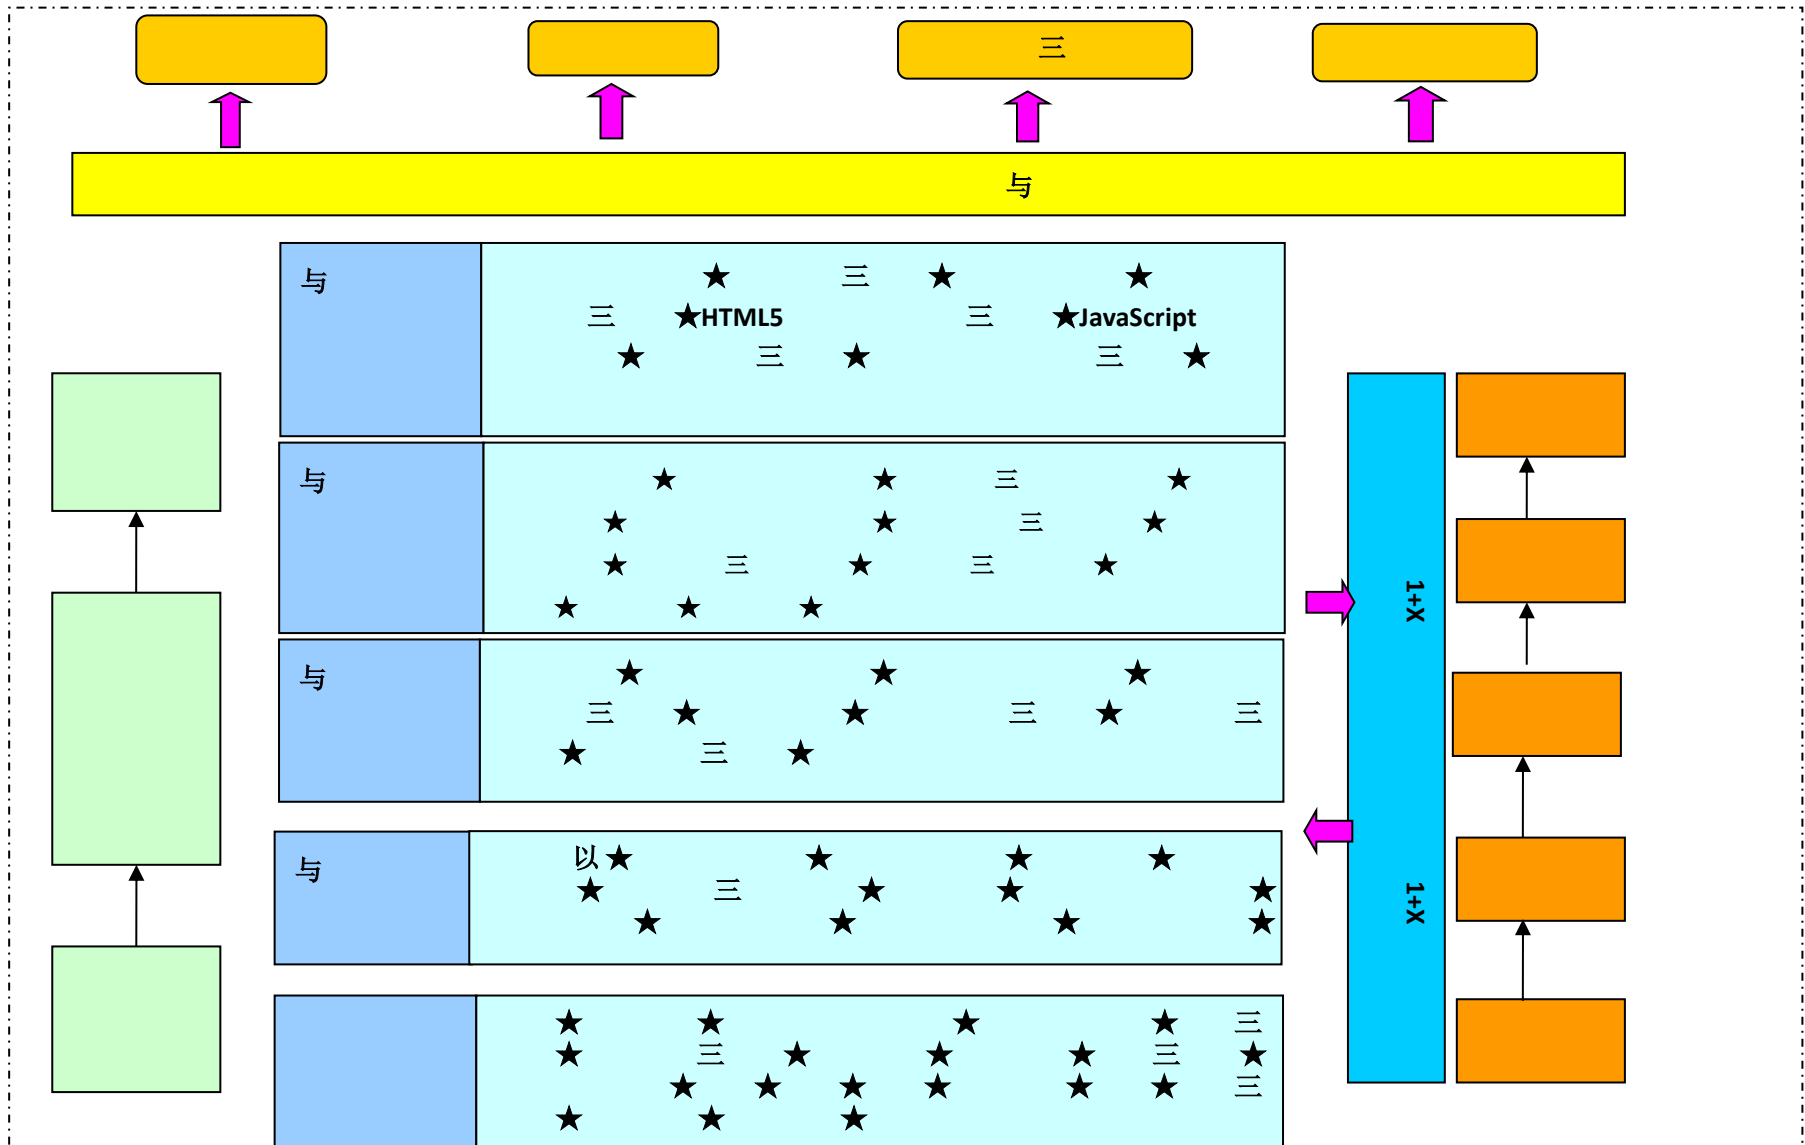 三
与
与
★ 三 ★ ★
三 ★HTML5 三 ★JavaScript
★ 三 ★ 三 ★
与
★ ★ 三 ★
★ ★ 三 ★
★ 三 ★ 三 ★
★ ★ ★
与
★ ★ ★
三 ★ ★ 三 ★ 三
★ 三 ★
与
以★ ★ ★ ★
★ 三 ★ ★ ★
★ ★ ★ ★
★ ★ ★ ★ 三
★ 三 ★ ★ ★ 三 ★
★ ★ ★ ★ ★ ★ 三
★ ★ ★
1+X
1+X